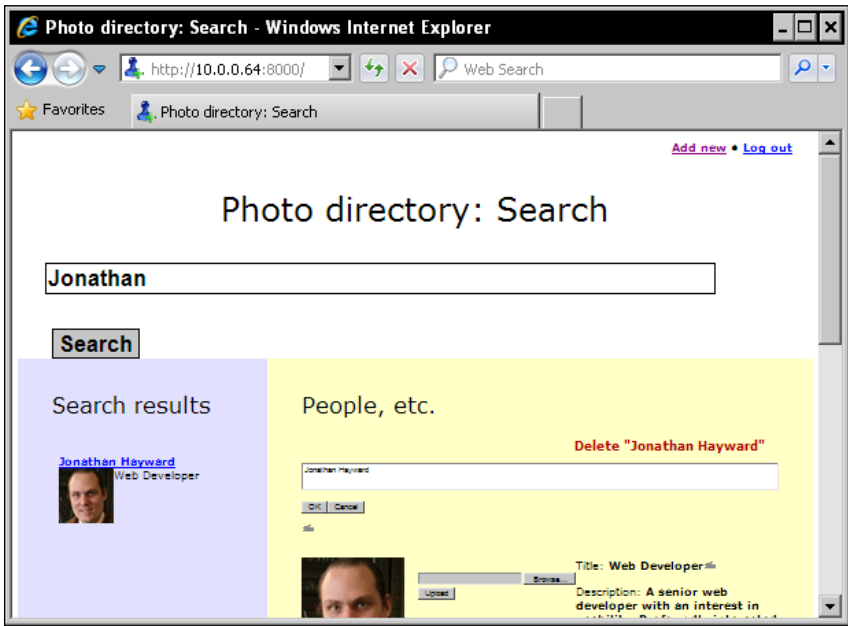 Photo directory: Search - Windows Internet Explorer
http://10.0.0.64:8000/
Web Search
Favorites
Photo directory: Search
Add new • Log out
Photo directory: Search
Jonathan
Search
Search results
People, etc.
Delete "Jonathan Hayward"
Jonathan Hayward
Web Developer
Jonathan Hayward
OK Cancel
Title: Web Developer
Browse...
Upload
Description: A senior web
developer with an interest in